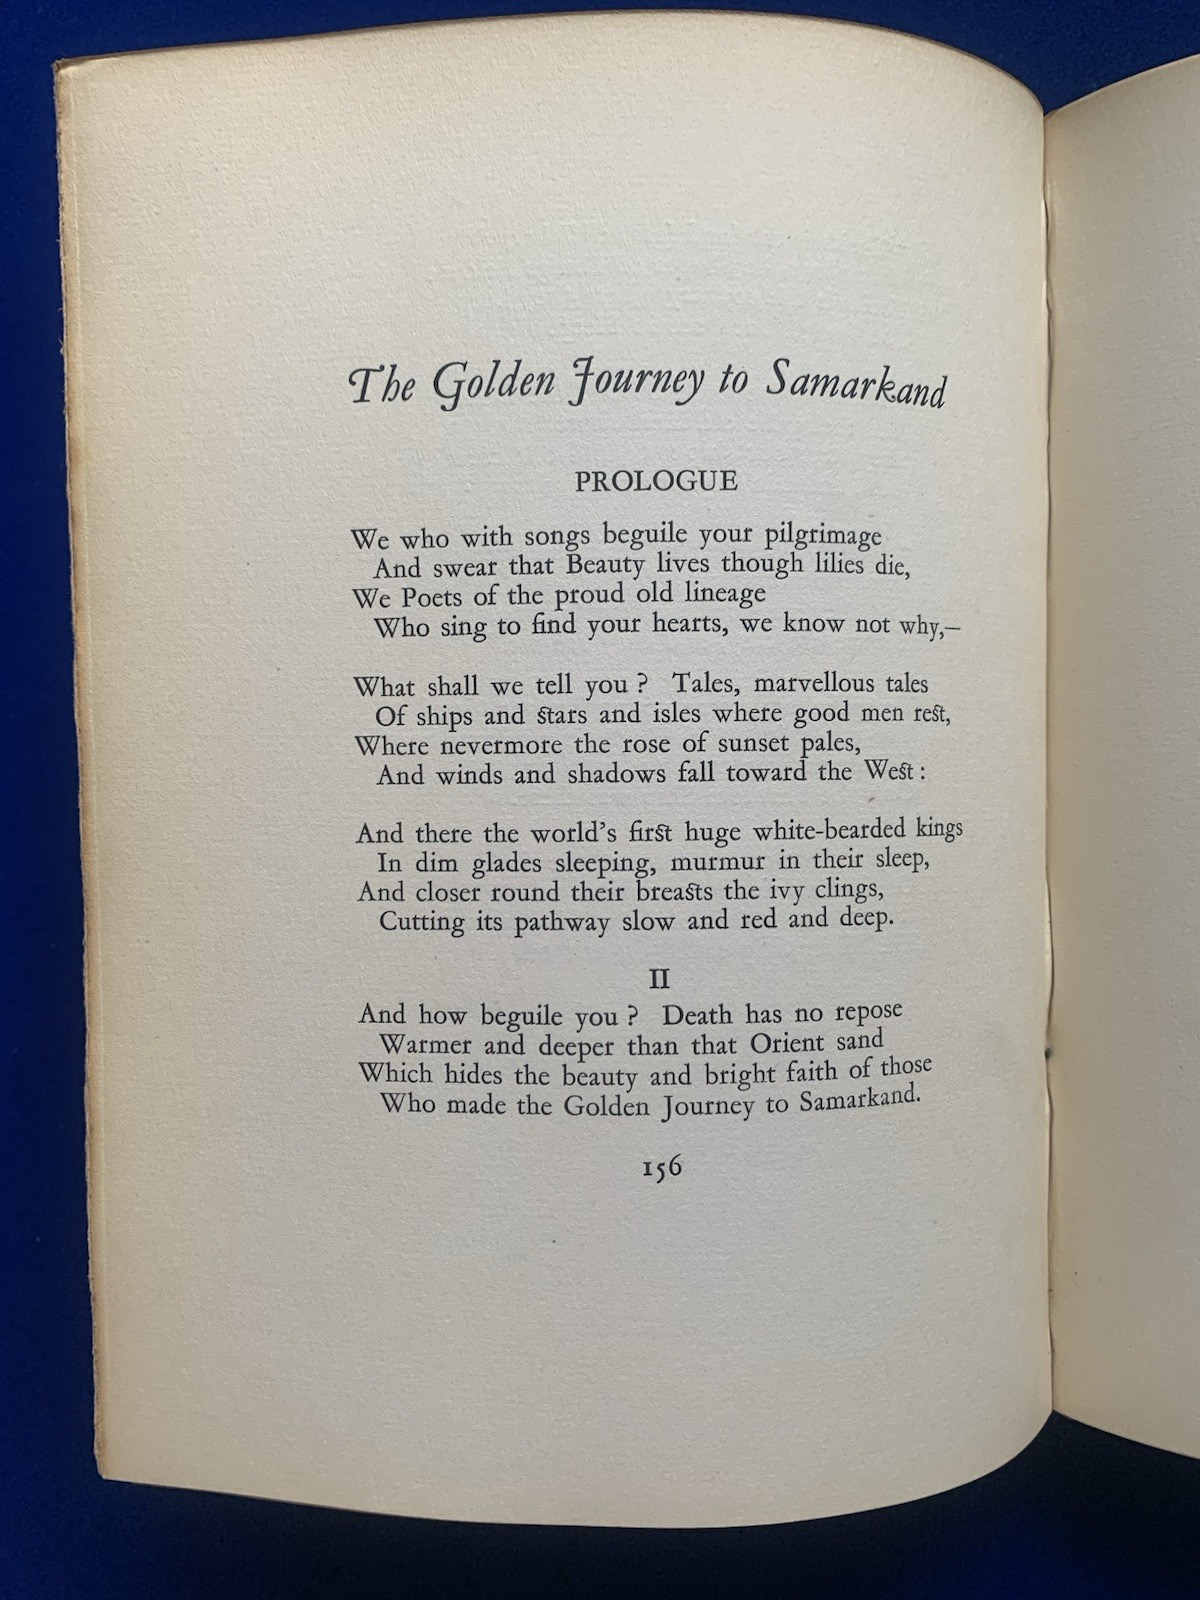 The Golden Journey to Samarkand
PROLOGUE
We who with songs beguile your pilgrimage
And swear that Beauty lives though lilies die,
We Poets of the proud old lineage
Who sing to find your hearts, we know not why,—
What shall we tell you? Tales, marvellous tales
Of ships and stars and isles where good men rest,
Where nevermore the rose of sunset pales,
And winds and shadows fall toward the West:
And there the world's first huge white-bearded kings
In dim glades sleeping, murmur in their sleep,
And closer round their breasts the ivy clings,
Cutting its pathway slow and red and deep.
II
And how beguile you? Death has no repose
Warmer and deeper than that Orient sand
Which hides the beauty and bright faith of those
Who made the Golden Journey to Samarkand.
156